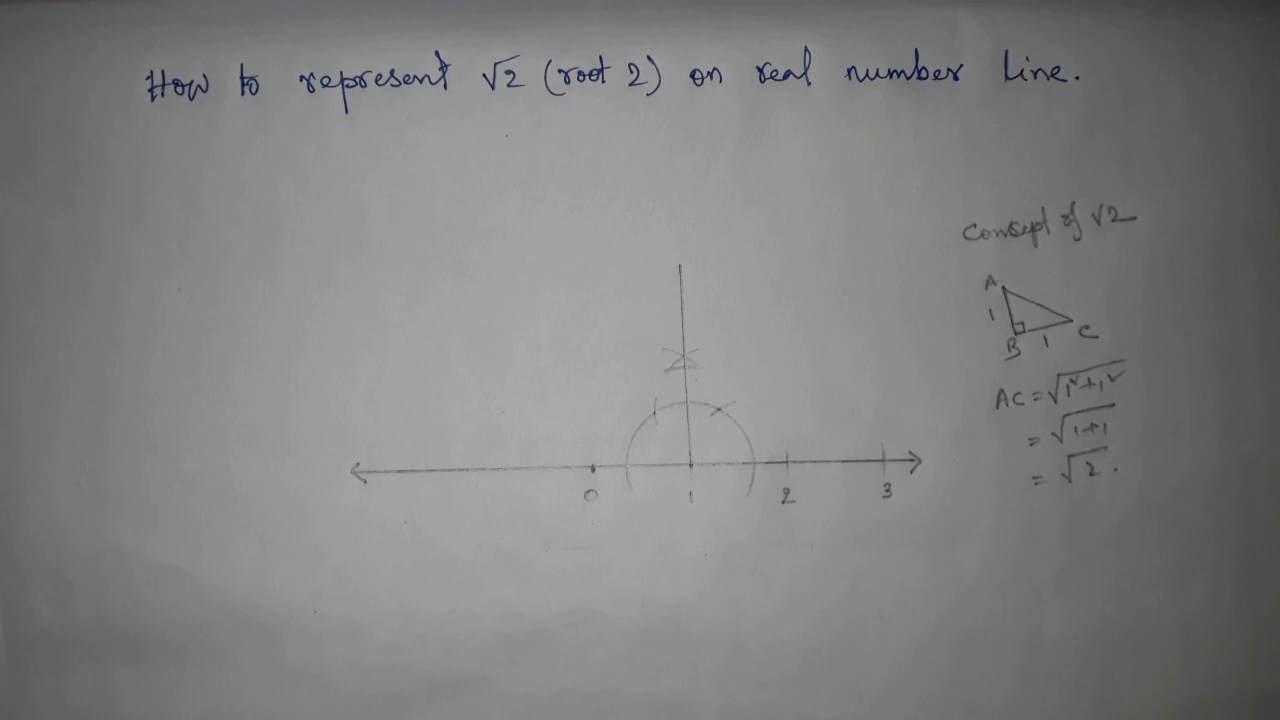 How to represent √2 (root 2) on real number line.
Concept of √2
A
1
B 1 C
AC = √1²+1²
= √1+1
= √2.
0 1 2 3